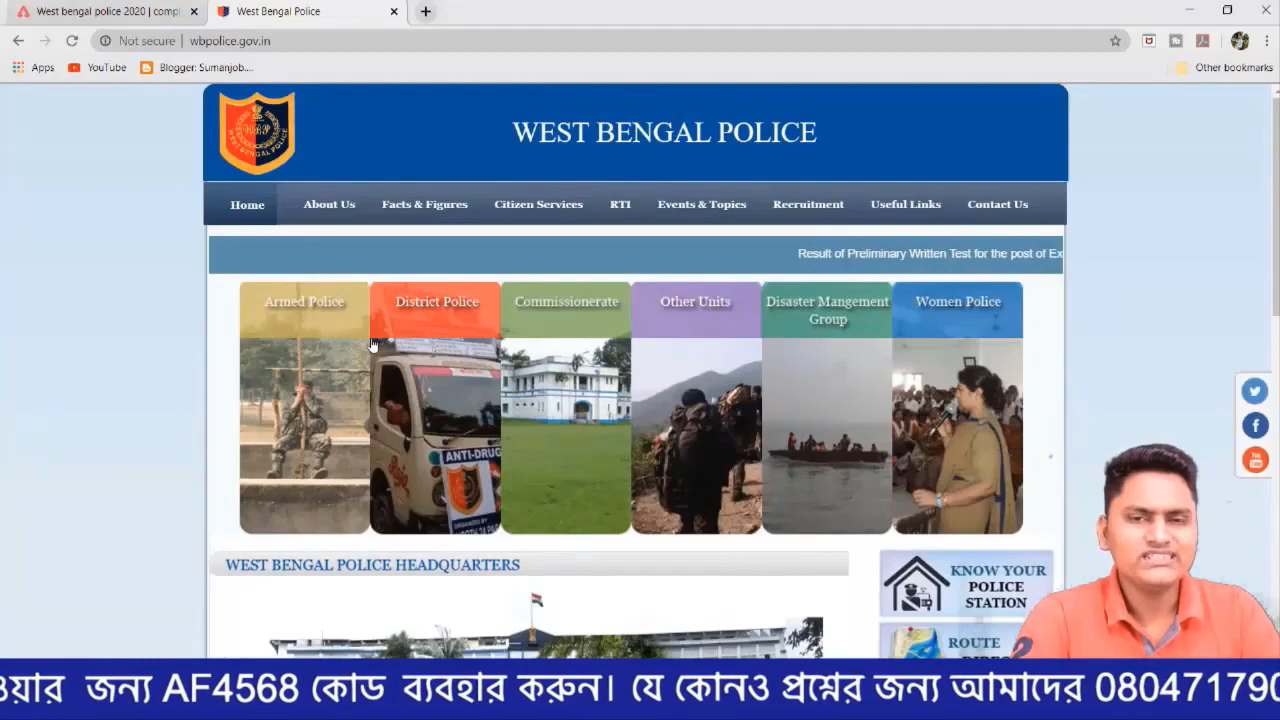 West bengal police 2020 | compl
West Bengal Police
Not secure | wbpolice.gov.in
Apps YouTube Blogger: Sumanjob.... Other bookmarks
WEST BENGAL POLICE
Home About Us Facts & Figures Citizen Services RTI Events & Topics Recruitment Useful Links Contact Us
Result of Preliminary Written Test for the post of Ex
Armed Police District Police Commissionerate Other Units Disaster Mangement Women Police
Group
ANTI-DRUG
WEST BENGAL POLICE HEADQUARTERS
KNOW YOUR
POLICE
STATION
ROUTE
জন্য AF4568 কোড ব্যবহার করুন। যে কোনও প্রশ্নের জন্য আমাদের 080471790